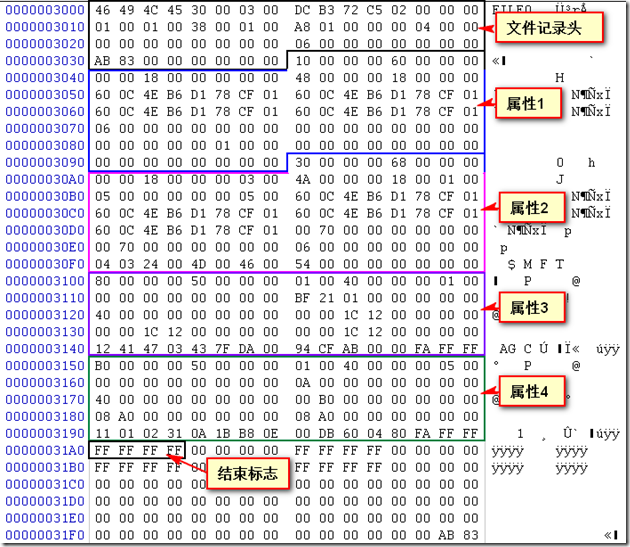 0000003000 46 49 4C 45 30 00 03 00 DC B3 72 C5 02 00 00 00
0000003010 01 00 01 00 38 00 01 00 A8 01 00 00 00 04 00
文件记录头
0000003020 00 00 00 00 00 00 00 00 06 00 00 00 00 00 00
0000003030 AB 83 00 00 00 00 00 00 10 00 00 00 60 00 00 00
0000003040 00 00 18 00 00 00 00 00 48 00 00 00 18 00 00 00 H
0000003050 60 0C 4E B6 D1 78 CF 01 60 0C 4E B6 D1 78 CF 01 N¶ÑxÏ
属性1
0000003060 60 0C 4E B6 D1 78 CF 01 60 0C 4E B6 D1 78 CF 01 N¶ÑxÏ
0000003070 06 00 00 00 00 00 00 00 00 00 00 00 00 00 00 00
0000003080 00 00 00 00 00 01 00 00 00 00 00 00 00 00 00 00
0000003090 00 00 00 00 00 00 00 00 30 00 00 00 68 00 00 00 0 h
00000030A0 00 00 18 00 00 00 03 00 4A 00 00 00 18 00 01 00 J
00000030B0 05 00 00 00 00 00 05 00 60 0C 4E B6 D1 78 CF 01 N¶ÑxÏ
属性2
00000030C0 60 0C 4E B6 D1 78 CF 01 60 0C 4E B6 D1 78 CF 01 N¶ÑxÏ
00000030D0 60 0C 4E B6 D1 78 CF 01 00 70 00 00 00 00 00 00 ` N¶ÑxÏ p
00000030E0 00 70 00 00 00 00 00 00 06 00 00 00 00 00 00 00 p
00000030F0 04 03 24 00 4D 00 46 00 54 00 00 00 00 00 00 00 $ M F T
0000003100 80 00 00 00 50 00 00 00 01 00 40 00 00 00 01 00 P @
0000003110 00 00 00 00 00 00 00 00 BF 21 01 00 00 00 00 00
属性3
0000003120 40 00 00 00 00 00 00 00 00 00 1C 12 00 00 00 00 @
0000003130 00 00 1C 12 00 00 00 00 00 00 1C 12 00 00 00 00
0000003140 12 41 47 03 43 7F DA 00 94 CF AB 00 00 FA FF FF AG C Ú Ï« úÿÿ
0000003150 B0 00 00 00 50 00 00 00 01 00 40 00 00 00 05 00 ° P @
0000003160 00 00 00 00 00 00 00 00 0A 00 00 00 00 00 00 00
属性4
0000003170 40 00 00 00 00 00 00 00 00 B0 00 00 00 00 00 00 @ °
0000003180 08 A0 00 00 00 00 00 00 08 A0 00 00 00 00 00 00
0000003190 11 01 02 31 0A 1B B8 0E 00 DB 60 04 80 FA FF FF 1 ¸ Û` úÿÿ
00000031A0 FF FF FF FF 00 00 00 00 FF FF FF FF 00 00 00 00 ÿÿÿÿ ÿÿÿÿ
00000031B0 FF FF FF FF 00 00 00 FF FF FF FF 00 00 00 00 ÿÿÿÿ ÿÿÿÿ
结束标志
00000031C0 00 00 00 00 00 00 00 00 00 00 00 00 00
00000031D0 00 00 00 00 00 00 00 00 00 00 00 00 00 00 00 00
00000031E0 00 00 00 00 00 00 00 00 00 00 00 00 00 00 00 00
00000031F0 00 00 00 00 00 00 00 00 00 00 00 00 00 00 AB 83 «